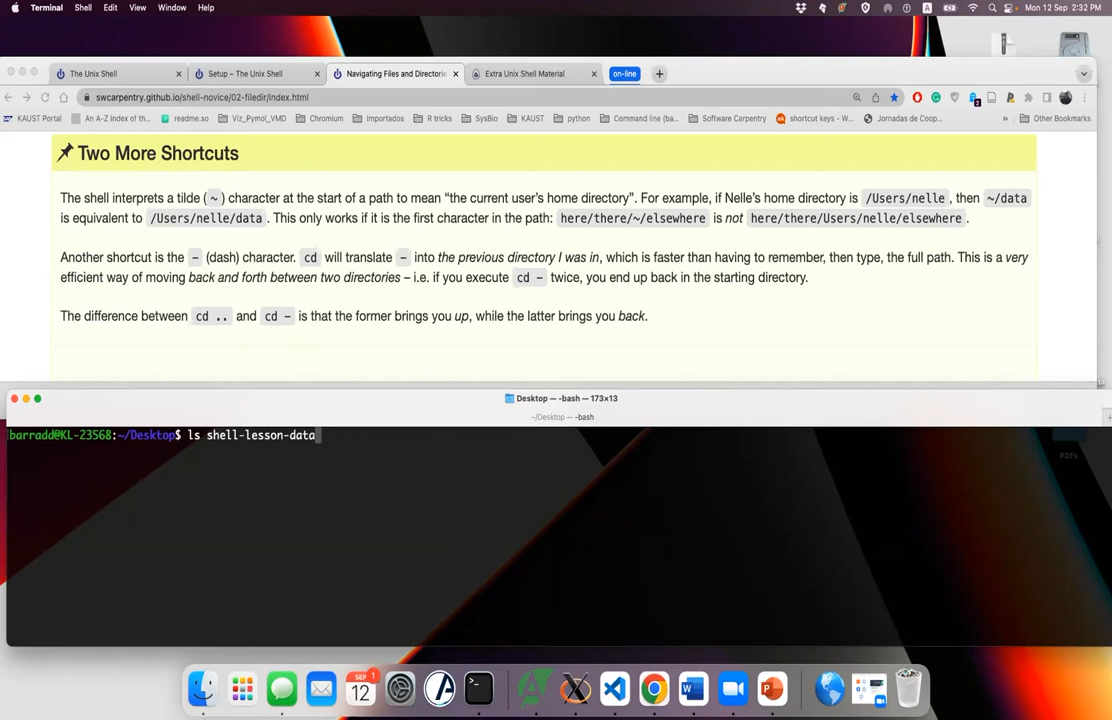 Terminal Shell Edit View Window Help Mon 12 Sep 2:32 PM
The Unix Shell Setup – The Unix Shell Navigating Files and Directorie Extra Unix Shell Material on-line
swcarpentry.github.io/shell-novice/02-filedir/index.html
KAUST Portal An A-Z Index of th... readme.so Viz_Pymol_VMD Chromium Importados R tricks SysBio KAUST python Command line (ba... Software Carpentry shortcut keys - W... Jornadas de Coop... » Other Bookmarks
Two More Shortcuts
The shell interprets a tilde ( ~ ) character at the start of a path to mean “the current user’s home directory”. For example, if Nelle’s home directory is /Users/nelle , then ~/data
is equivalent to /Users/nelle/data . This only works if it is the first character in the path: here/there/~/elsewhere is not here/there/Users/nelle/elsewhere .
Another shortcut is the - (dash) character. cd will translate - into the previous directory I was in, which is faster than having to remember, then type, the full path. This is a very
efficient way of moving back and forth between two directories – i.e. if you execute cd - twice, you end up back in the starting directory.
The difference between cd .. and cd - is that the former brings you up, while the latter brings you back.
Desktop — -bash — 173×13
~/Desktop — -bash
barradd@KL-23568:~/Desktop$ ls shell-lesson-data
PDFs
SEP 1
12